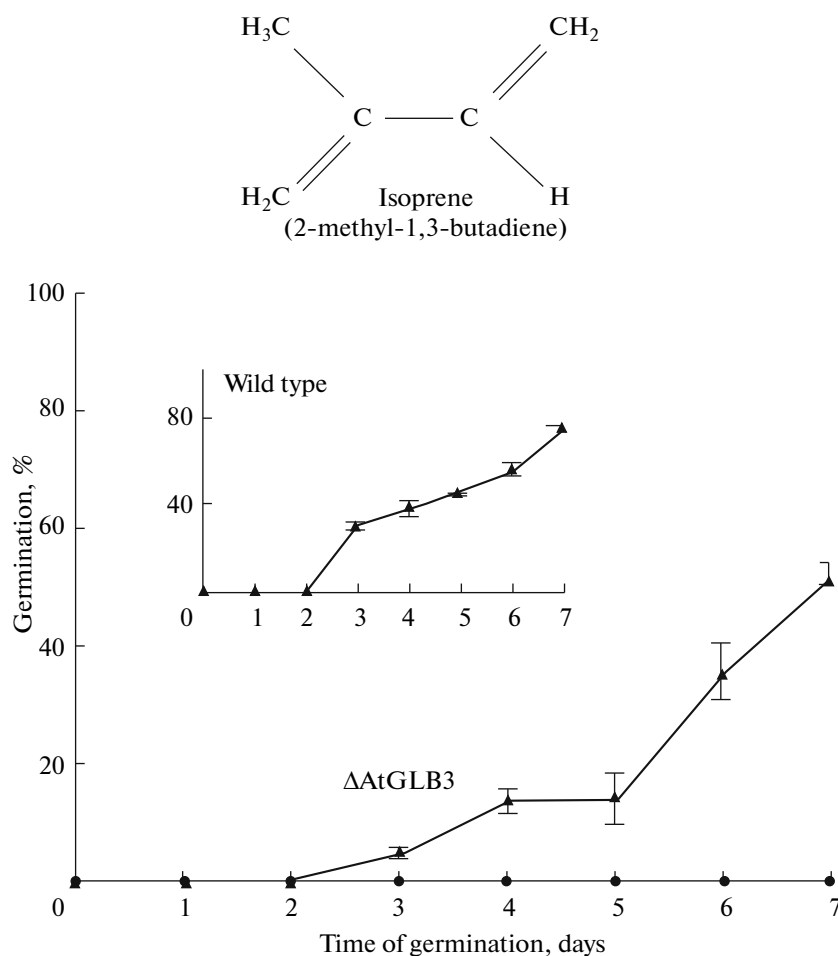 H3C CH2
C C
H2C H
Isoprene
(2-methyl-1,3-butadiene)
100
80
60
40
20
0 1 2 3 4 5 6 7
Germination, %
Time of germination, days
Wild type
80
40
0 1 2 3 4 5 6 7
ΔAtGLB3